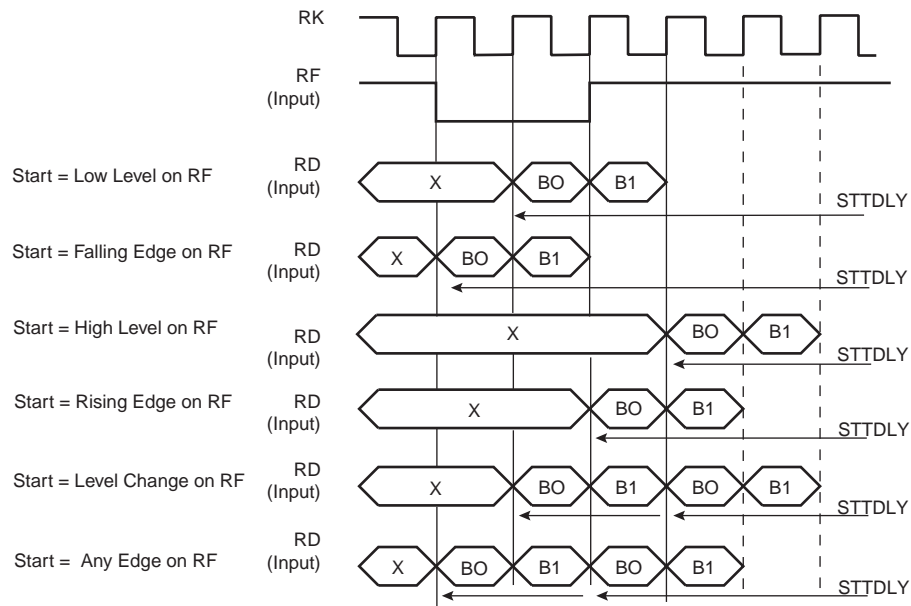 RK
RF
(Input)
Start = Low Level on RF
RD
(Input)
X
BO
B1
STTDLY
Start = Falling Edge on RF
RD
(Input)
X
BO
B1
STTDLY
Start = High Level on RF
RD
(Input)
X
BO
B1
STTDLY
Start = Rising Edge on RF
RD
(Input)
X
BO
B1
STTDLY
Start = Level Change on RF
RD
(Input)
X
BO
B1
BO
B1
STTDLY
Start = Any Edge on RF
RD
(Input)
X
BO
B1
BO
B1
STTDLY